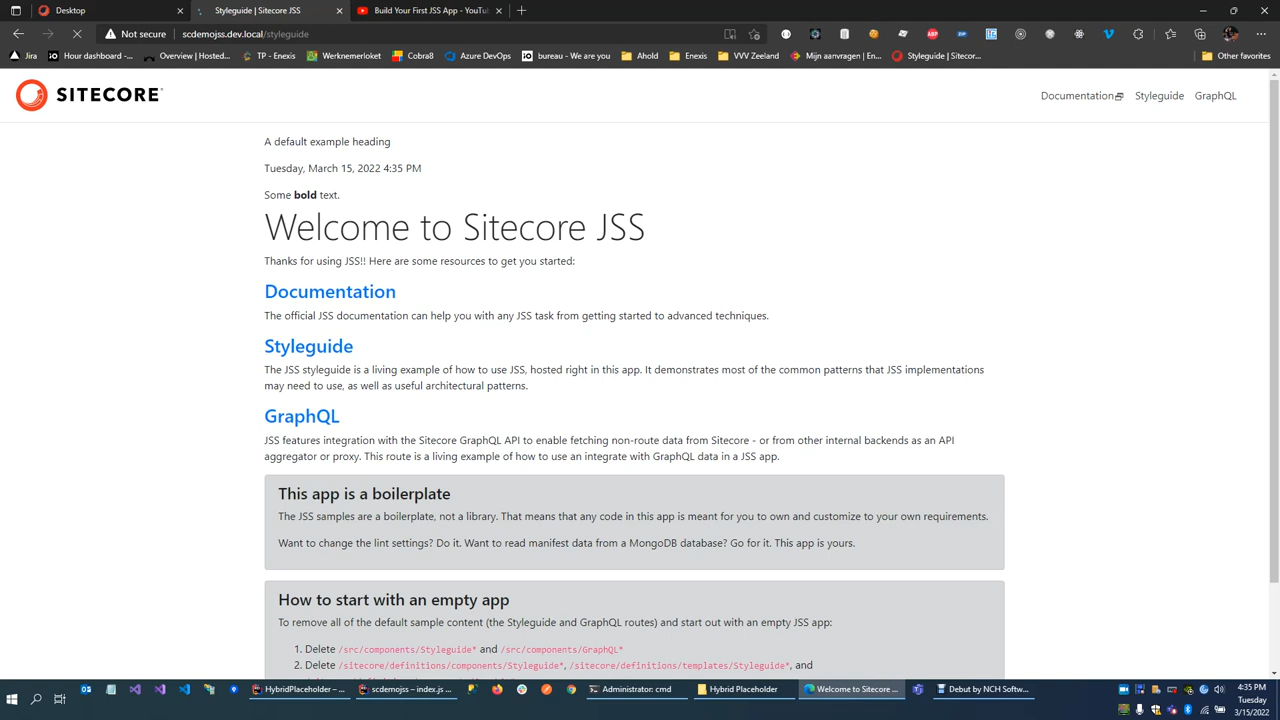 Desktop
Styleguide | Sitecore JSS
Build Your First JSS App - YouTu
Not secure
scdemojss.dev.local/styleguide
Jira
Hour dashboard -...
Overview | Hosted...
TP - Enexis
Werknemerloket
Cobra8
Azure DevOps
bureau – We are you
Ahold
Enexis
VVV Zeeland
Mijn aanvragen | En...
Styleguide | Sitecor...
Other favorites
SITECORE
Documentation
Styleguide
GraphQL
A default example heading
Tuesday, March 15, 2022 4:35 PM
Some bold text.
Welcome to Sitecore JSS
Thanks for using JSS!! Here are some resources to get you started:
Documentation
The official JSS documentation can help you with any JSS task from getting started to advanced techniques.
Styleguide
The JSS styleguide is a living example of how to use JSS, hosted right in this app. It demonstrates most of the common patterns that JSS implementations
may need to use, as well as useful architectural patterns.
GraphQL
JSS features integration with the Sitecore GraphQL API to enable fetching non-route data from Sitecore - or from other internal backends as an API
aggregator or proxy. This route is a living example of how to use an integrate with GraphQL data in a JSS app.
This app is a boilerplate
The JSS samples are a boilerplate, not a library. That means that any code in this app is meant for you to own and customize to your own requirements.
Want to change the lint settings? Do it. Want to read manifest data from a MongoDB database? Go for it. This app is yours.
How to start with an empty app
To remove all of the default sample content (the Styleguide and GraphQL routes) and start out with an empty JSS app:
1. Delete /src/components/Styleguide* and /src/components/GraphQL*
2. Delete /sitecore/definitions/components/Styleguide*, /sitecore/definitions/templates/Styleguide*, and
HybridPlaceholder – ...
scdemojss – index.js ...
Administrator: cmd
Hybrid Placeholder
Welcome to Sitecore ...
Debut by NCH Softw...
4:35 PM
Tuesday
3/15/2022